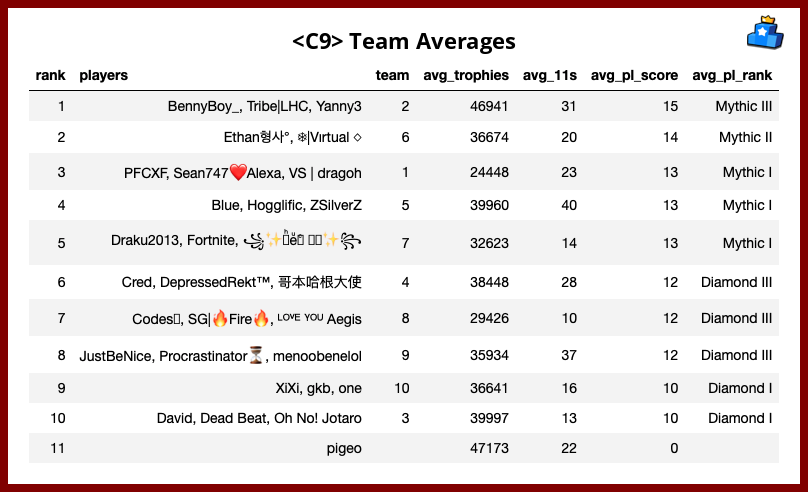 <C9> Team Averages
rank players team avg_trophies avg_11s avg_pl_score avg_pl_rank
1 BennyBoy_, Tribe|LHC, Yanny3 2 46941 31 15 Mythic III
2 Ethan형사°, ❄|Vırtual ◇ 6 36674 20 14 Mythic II
3 PFCXF, Sean747❤️Alexa, VS | dragoh 1 24448 23 13 Mythic I
4 Blue, Hogglific, ZSilverZ 5 39960 40 13 Mythic I
5 Draku2013, Fortnite, 7 32623 14 13 Mythic I
6 Cred, DepressedRekt™, 哥本哈根大使 4 38448 28 12 Diamond III
7 Codes, SG|🔥Fire🔥, ᴸᴼⱽᴱ ᵞᴼᵁ Aegis 8 29426 10 12 Diamond III
8 JustBeNice, Procrastinator⏳, menoobenelol 9 35934 37 12 Diamond III
9 XiXi, gkb, one 10 36641 16 10 Diamond I
10 David, Dead Beat, Oh No! Jotaro 3 39997 13 10 Diamond I
11 pigeo 47173 22 0